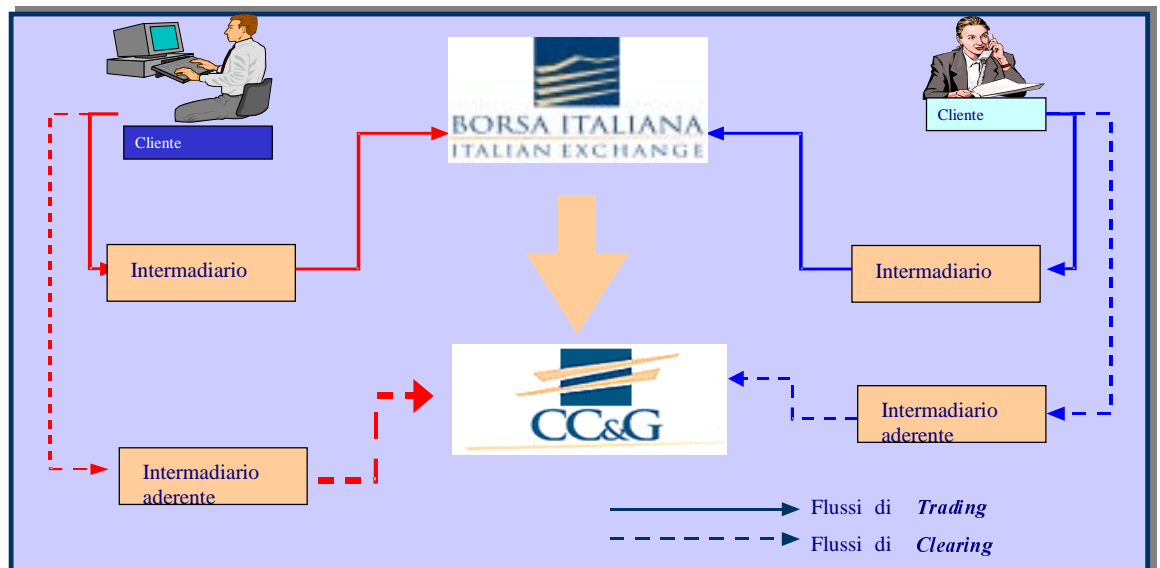 BORSA ITALIANA
ITALIAN EXCHANGE
Cliente
Cliente
Intermadiario
Intermadiario
CC&G
Intermadiario
aderente
Intermadiario
aderente
Flussi di Trading
Flussi di Clearing